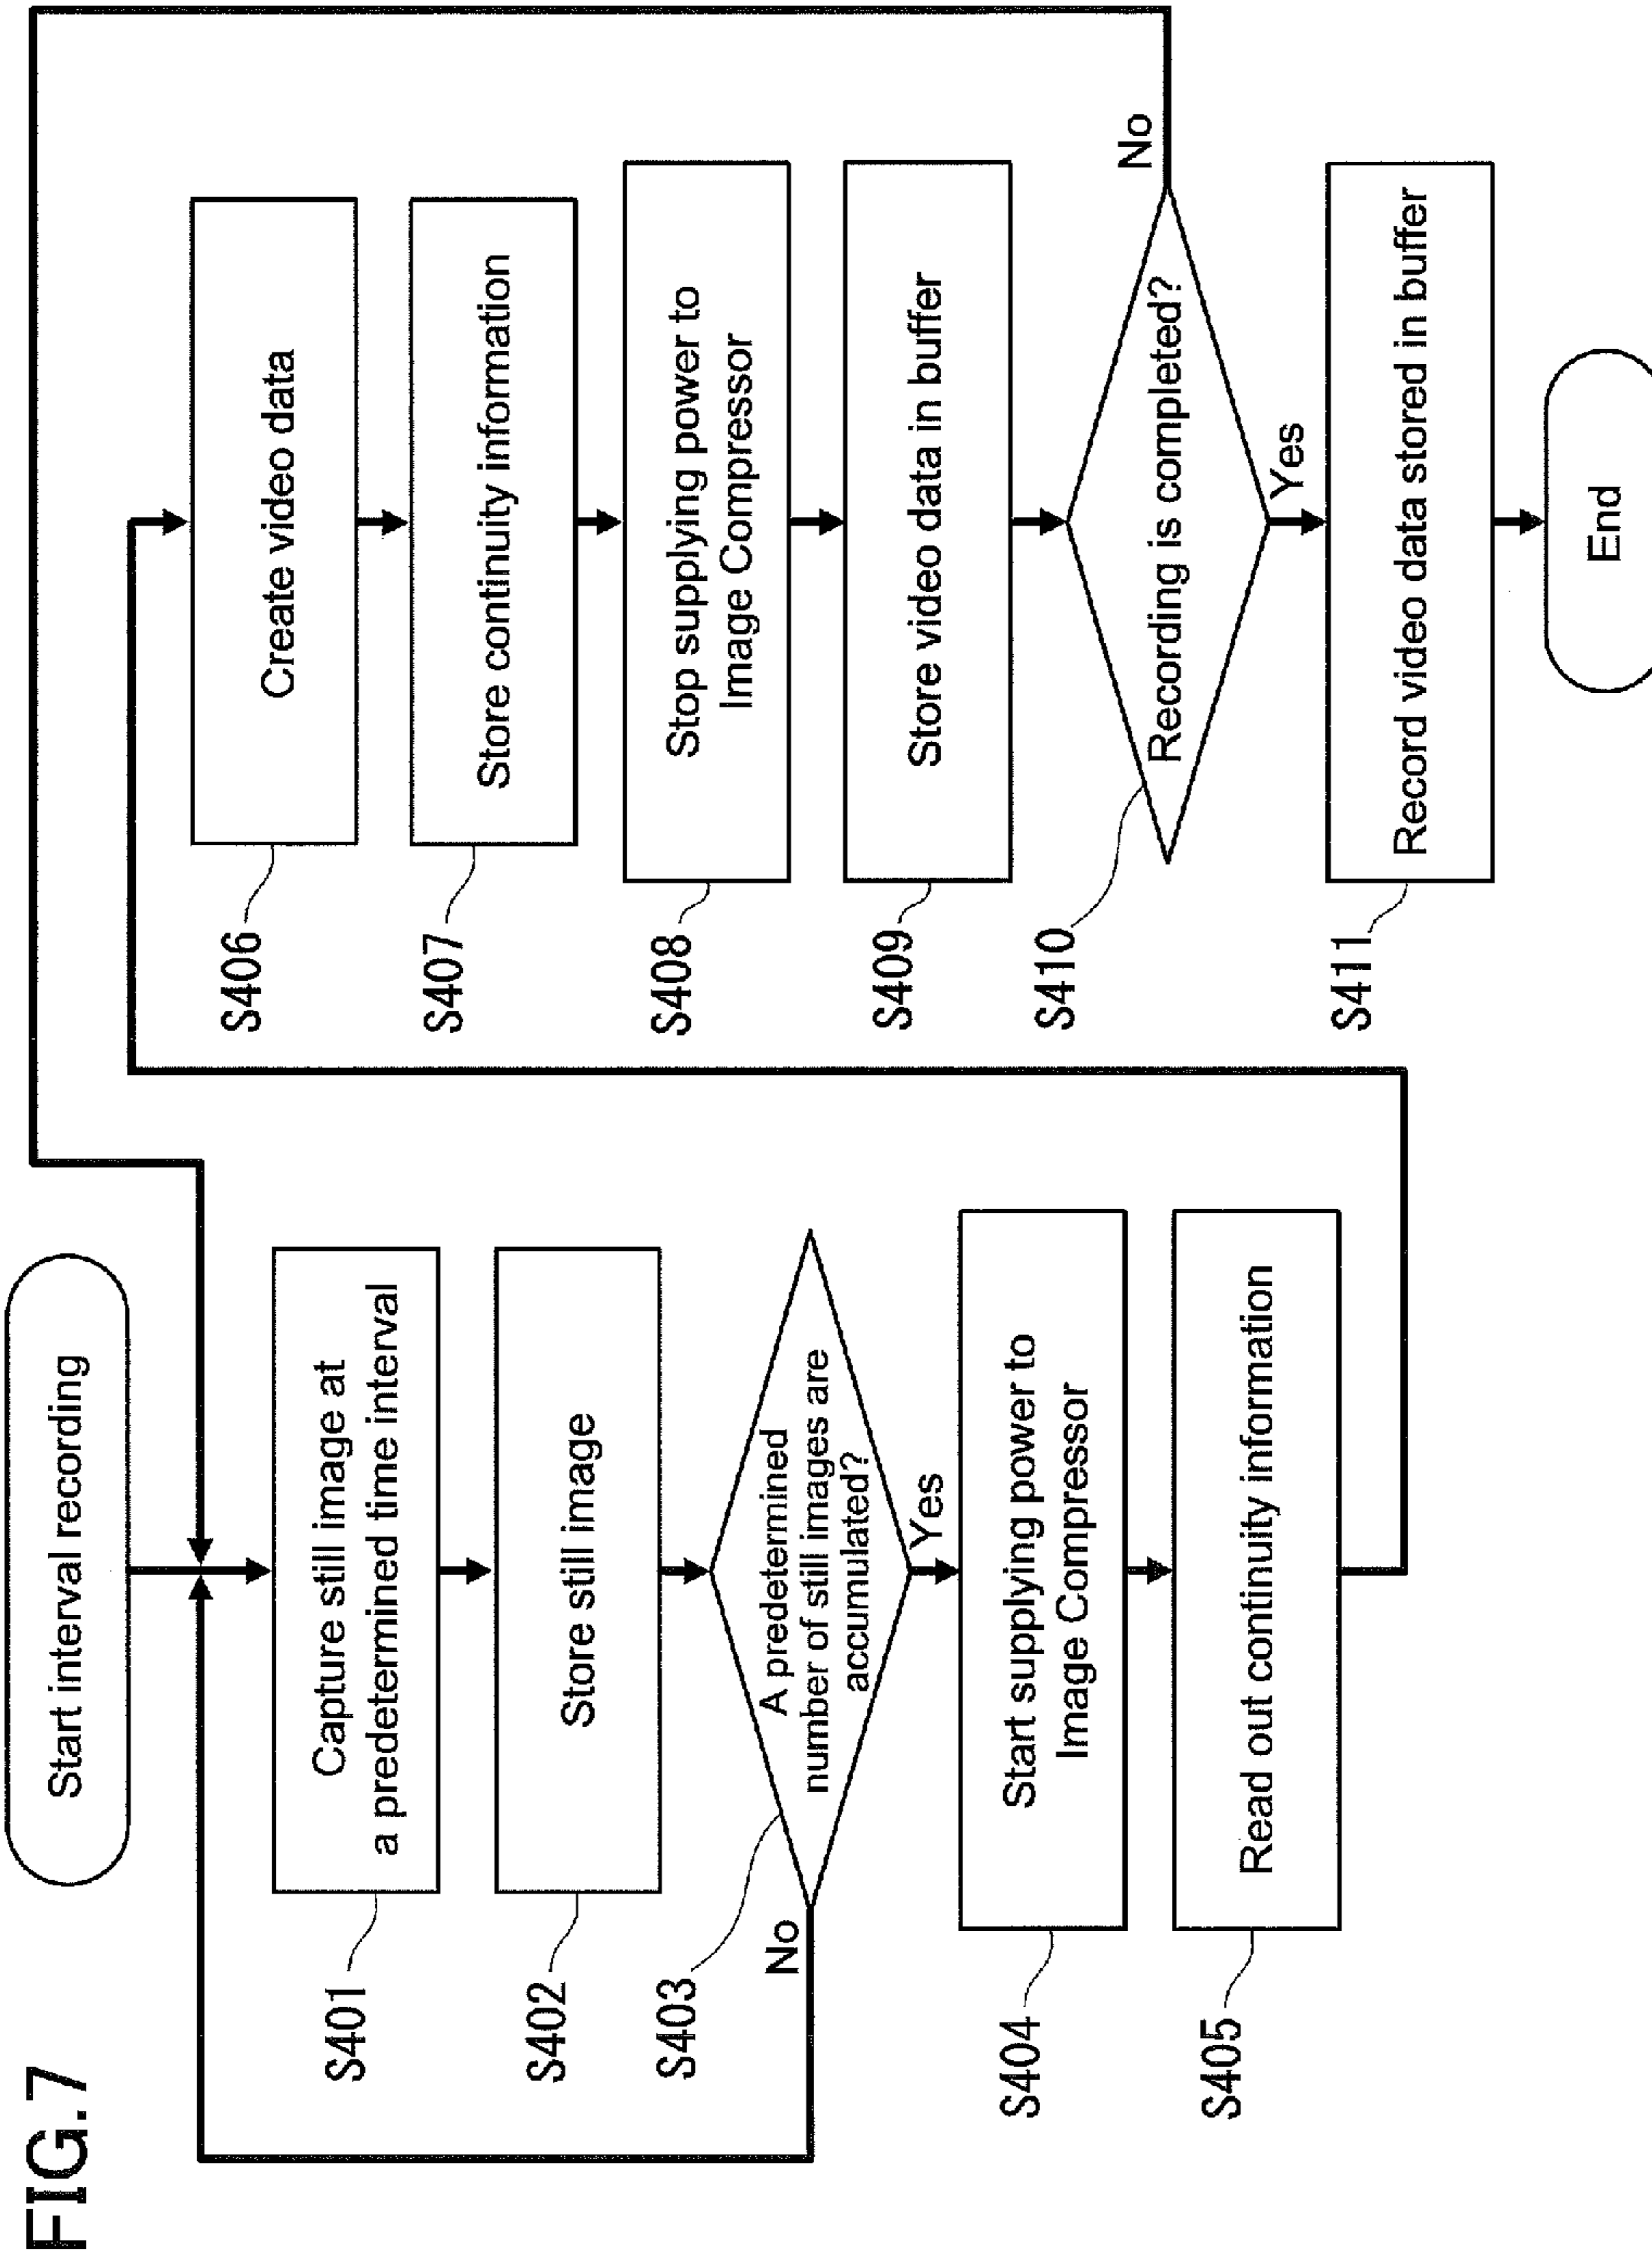 FIG.7
Start interval recording
S401
Capture still image at
a predetermined time interval
S402
Store still image
S403
A predetermined
number of still images are
accumulated?
No
Yes
S404
Start supplying power to
Image Compressor
S405
Read out continuity information
S406
Create video data
S407
Store continuity information
S408
Stop supplying power to
Image Compressor
S409
Store video data in buffer
S410
Recording is completed?
No
Yes
S411
Record video data stored in buffer
End